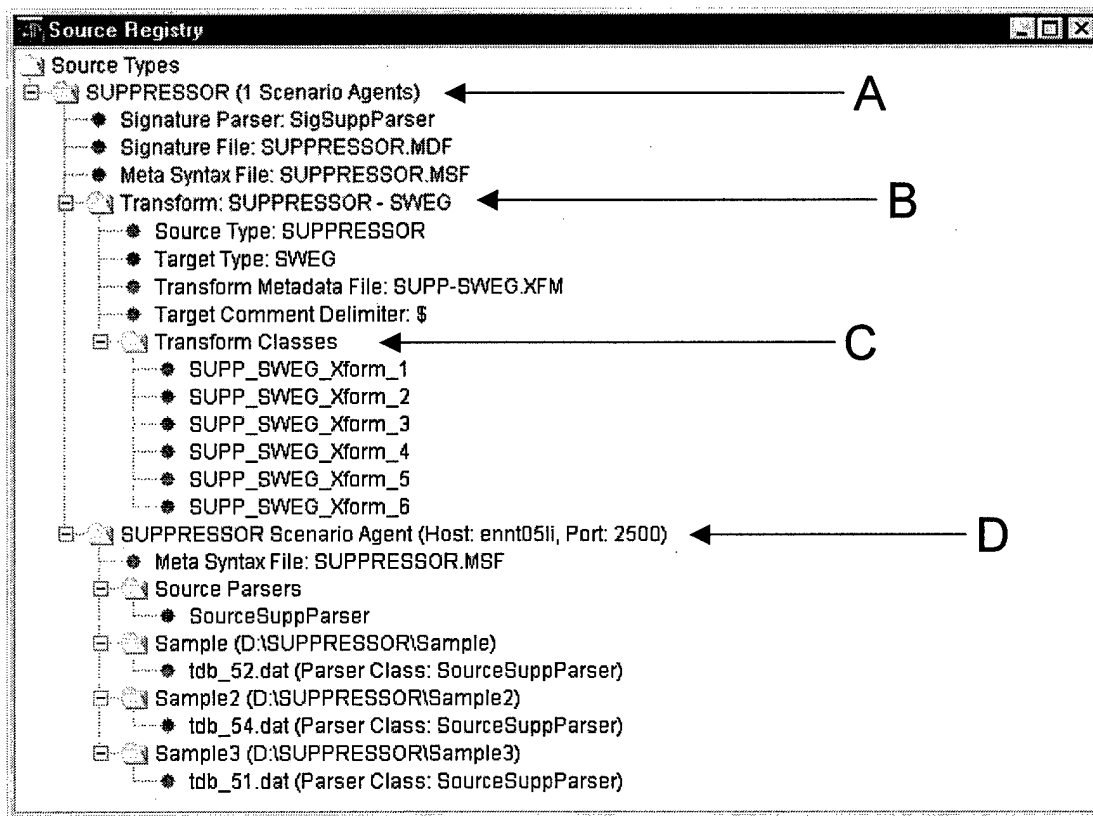 Source Registry
Source Types
SUPPRESSOR (1 Scenario Agents)
A
Signature Parser: SigSuppParser
Signature File: SUPPRESSOR.MDF
Meta Syntax File: SUPPRESSOR.MSF
Transform: SUPPRESSOR - SWEG
B
Source Type: SUPPRESSOR
Target Type: SWEG
Transform Metadata File: SUPP-SWEG.XFM
Target Comment Delimiter: $
Transform Classes
C
SUPP_SWEG_Xform_1
SUPP_SWEG_Xform_2
SUPP_SWEG_Xform_3
SUPP_SWEG_Xform_4
SUPP_SWEG_Xform_5
SUPP_SWEG_Xform_6
SUPPRESSOR Scenario Agent (Host: ennt05li, Port: 2500)
D
Meta Syntax File: SUPPRESSOR.MSF
Source Parsers
SourceSuppParser
Sample (D:\SUPPRESSOR\Sample)
tdb_52.dat (Parser Class: SourceSuppParser)
Sample2 (D:\SUPPRESSOR\Sample2)
tdb_54.dat (Parser Class: SourceSuppParser)
Sample3 (D:\SUPPRESSOR\Sample3)
tdb_51.dat (Parser Class: SourceSuppParser)